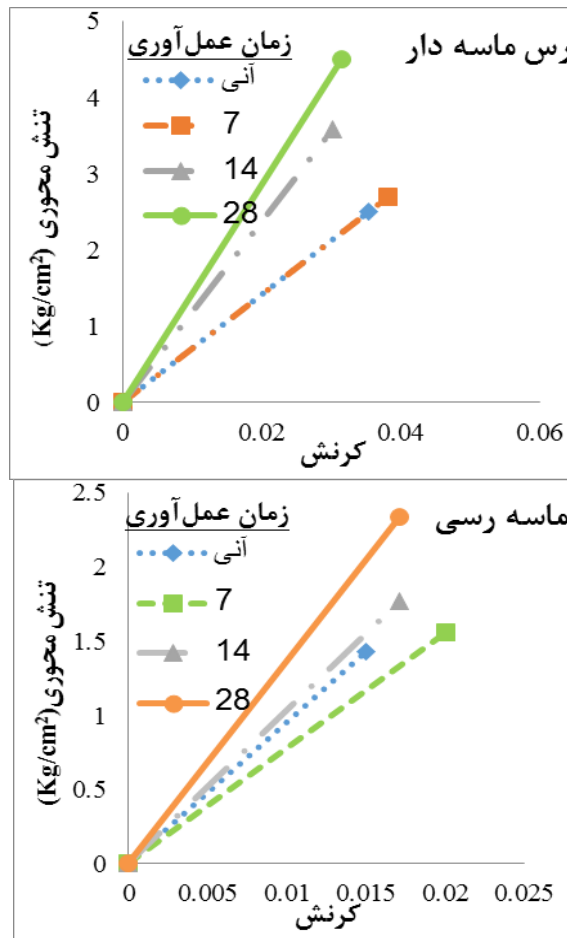 رس ماسه دار
زمان عمل‌آوری
آنی
7
14
28
5
4
3
2
1
0
تنش محوری (Kg/cm²)
0 0.02 0.04 0.06
کرنش
ماسه رسی
زمان عمل‌آوری
آنی
7
14
28
2.5
2
1.5
1
0.5
0
تنش محوری(Kg/cm²)
0 0.005 0.01 0.015 0.02 0.025
کرنش